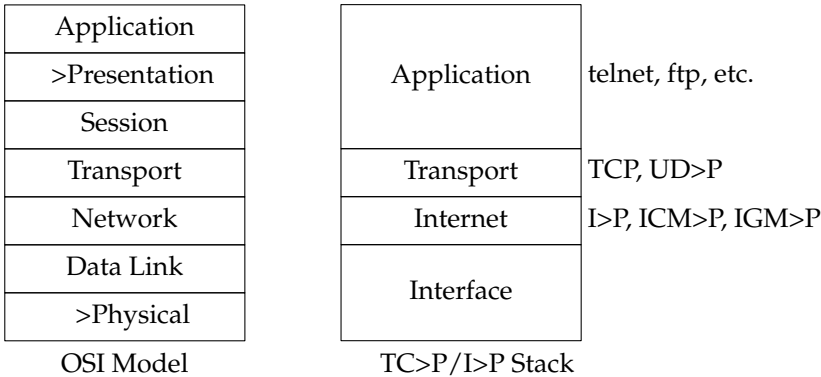 Application
>Presentation
Session
Transport
Network
Data Link
>Physical
OSI Model
Application
telnet, ftp, etc.
Transport
TCP, UD>P
Internet
I>P, ICM>P, IGM>P
Interface
TC>P/I>P Stack